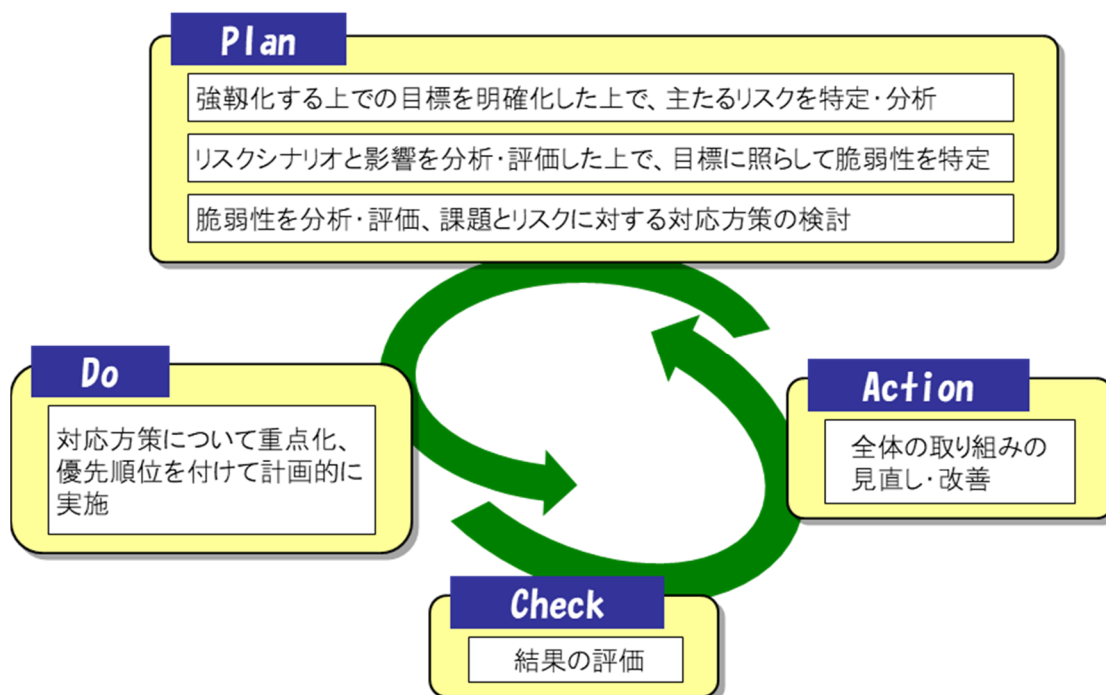 Plan
強靱化する上での目標を明確化した上で、主たるリスクを特定・分析
リスクシナリオと影響を分析・評価した上で、目標に照らして脆弱性を特定
脆弱性を分析・評価、課題とリスクに対する対応方策の検討
Do
対応方策について重点化、
優先順位を付けて計画的に
実施
Action
全体の取り組みの
見直し・改善
Check
結果の評価